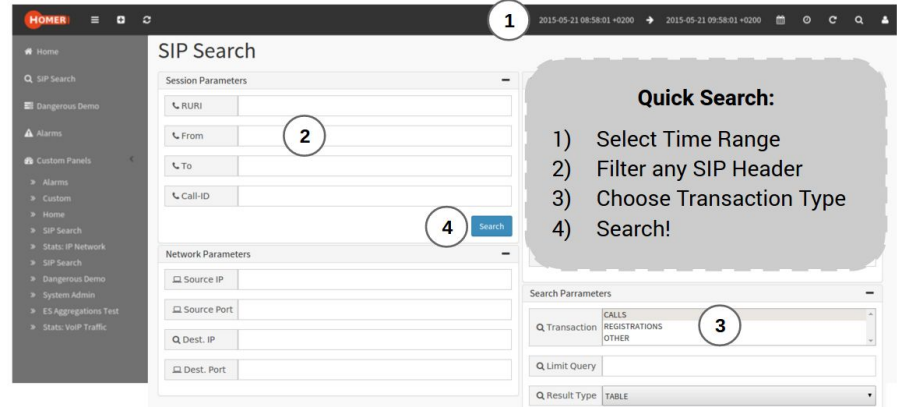 HOMER
1
2015-05-21 08:58:01 +0200 → 2015-05-21 09:58:01 +0200
Home
SIP Search
Dangerous Demo
Alarms
Custom Panels
» Alarms
» Custom
» Home
» SIP Search
» Stats: IP Network
» SIP Search
» Dangerous Demo
» System Admin
» ES Aggregations Test
» Stats: VoIP Traffic
SIP Search
Session Parameters
RURI
From
2
To
Call-ID
4
Search
Network Parameters
Source IP
Source Port
Dest. IP
Dest. Port
Quick Search:
1) Select Time Range
2) Filter any SIP Header
3) Choose Transaction Type
4) Search!
Search Parrameters
Transaction
CALLS
REGISTRATIONS
OTHER
3
Limit Query
Result Type
TABLE